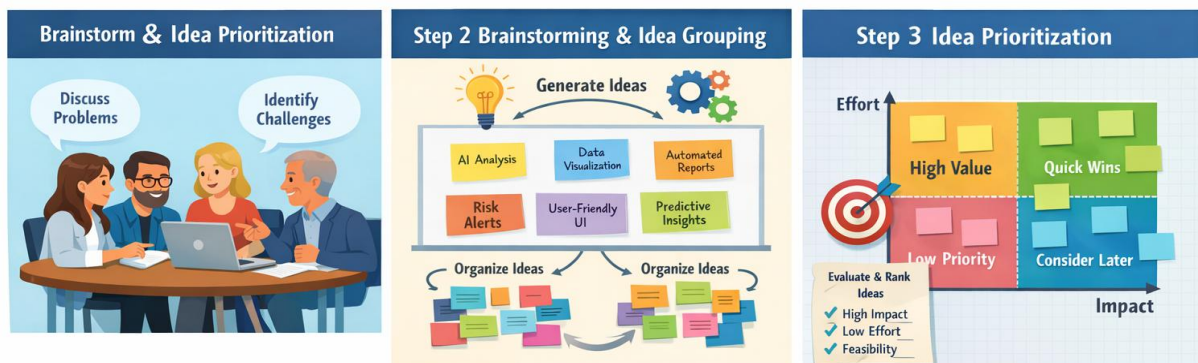 Brainstorm & Idea Prioritization
Discuss
Problems
Identify
Challenges
Step 2 Brainstorming & Idea Grouping
Generate Ideas
AI Analysis
Data
Visualization
Automated
Reports
Risk
Alerts
User-Friendly
UI
Predictive
Insights
Organize Ideas
Organize Ideas
Step 3 Idea Prioritization
Effort
High Value
Quick Wins
Low Priority
Consider Later
Evaluate & Rank
Ideas
High Impact
Low Effort
Feasibility
Impact